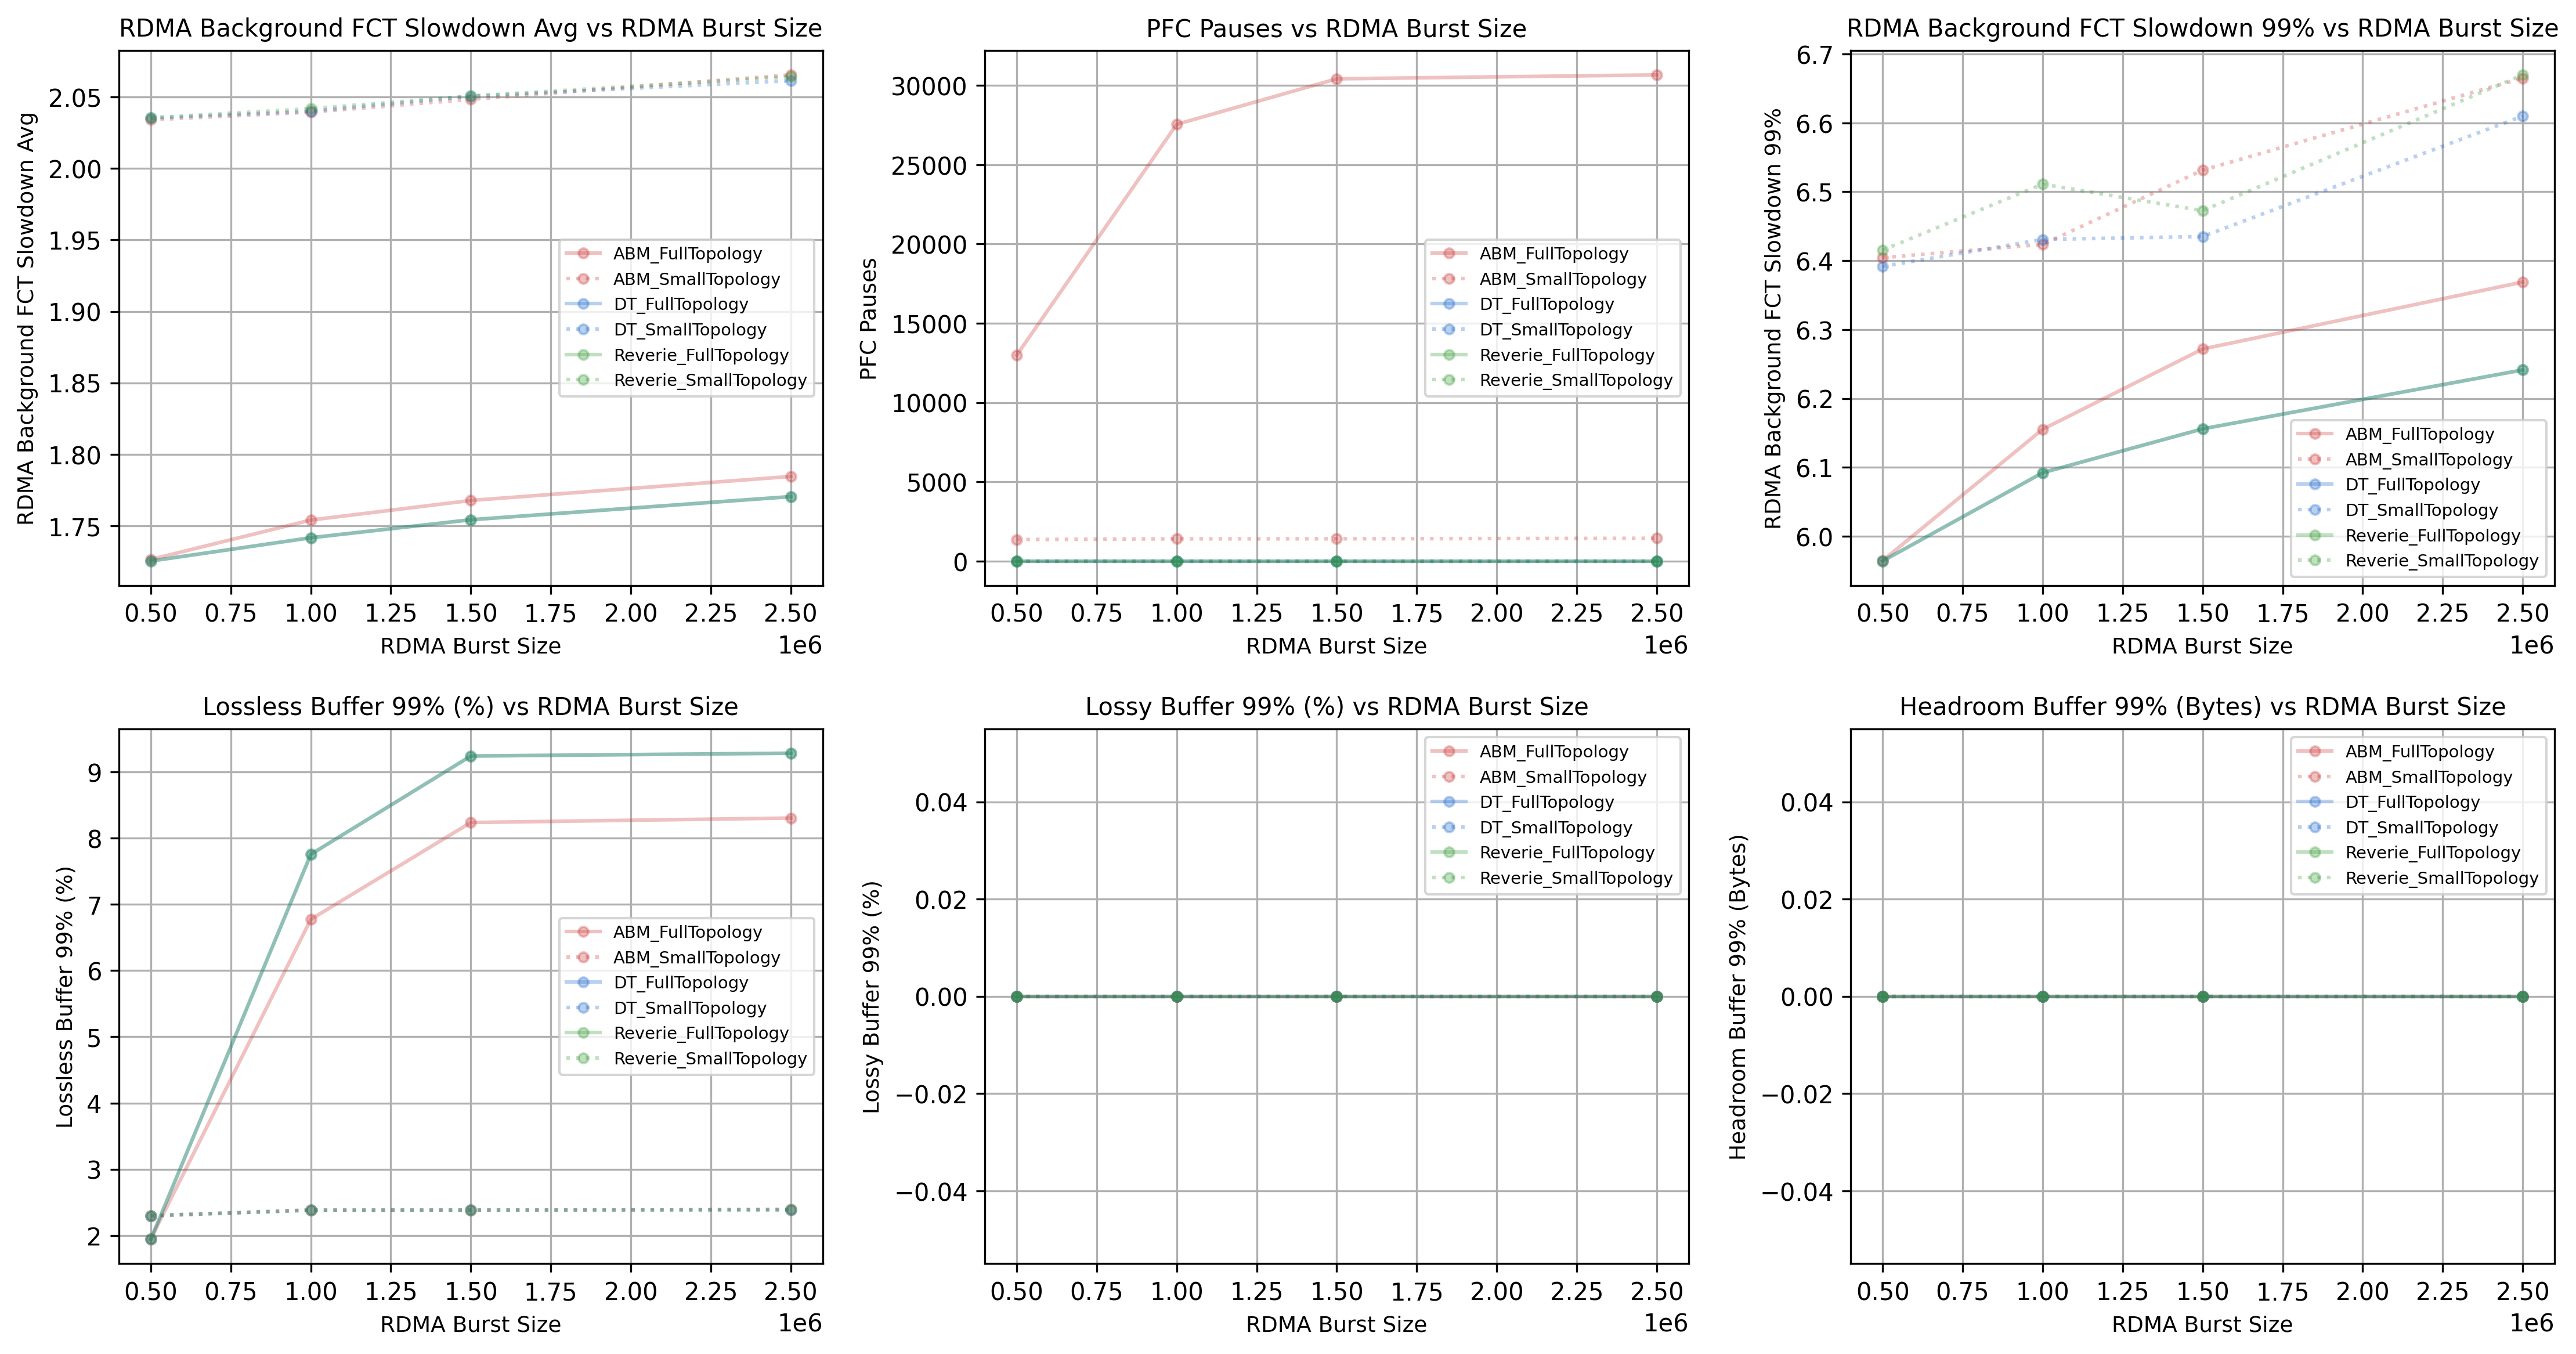 RDMA Background FCT Slowdown Avg vs RDMA Burst Size
RDMA Background FCT Slowdown Avg
2.05
2.00
1.95
1.90
1.85
1.80
1.75
ABM_FullTopology
ABM_SmallTopology
DT_FullTopology
DT_SmallTopology
Reverie_FullTopology
Reverie_SmallTopology
0.50 0.75 1.00 1.25 1.50 1.75 2.00 2.25 2.50
RDMA Burst Size
1e6
PFC Pauses vs RDMA Burst Size
PFC Pauses
30000
25000
20000
15000
10000
5000
0
ABM_FullTopology
ABM_SmallTopology
DT_FullTopology
DT_SmallTopology
Reverie_FullTopology
Reverie_SmallTopology
0.50 0.75 1.00 1.25 1.50 1.75 2.00 2.25 2.50
RDMA Burst Size
1e6
RDMA Background FCT Slowdown 99% vs RDMA Burst Size
RDMA Background FCT Slowdown 99%
6.7
6.6
6.5
6.4
6.3
6.2
6.1
6.0
ABM_FullTopology
ABM_SmallTopology
DT_FullTopology
DT_SmallTopology
Reverie_FullTopology
Reverie_SmallTopology
0.50 0.75 1.00 1.25 1.50 1.75 2.00 2.25 2.50
RDMA Burst Size
1e6
Lossless Buffer 99% (%) vs RDMA Burst Size
Lossless Buffer 99% (%)
9
8
7
6
5
4
3
2
ABM_FullTopology
ABM_SmallTopology
DT_FullTopology
DT_SmallTopology
Reverie_FullTopology
Reverie_SmallTopology
0.50 0.75 1.00 1.25 1.50 1.75 2.00 2.25 2.50
RDMA Burst Size
1e6
Lossy Buffer 99% (%) vs RDMA Burst Size
Lossy Buffer 99% (%)
0.04
0.02
0.00
−0.02
−0.04
ABM_FullTopology
ABM_SmallTopology
DT_FullTopology
DT_SmallTopology
Reverie_FullTopology
Reverie_SmallTopology
0.50 0.75 1.00 1.25 1.50 1.75 2.00 2.25 2.50
RDMA Burst Size
1e6
Headroom Buffer 99% (Bytes) vs RDMA Burst Size
Headroom Buffer 99% (Bytes)
0.04
0.02
0.00
−0.02
−0.04
ABM_FullTopology
ABM_SmallTopology
DT_FullTopology
DT_SmallTopology
Reverie_FullTopology
Reverie_SmallTopology
0.50 0.75 1.00 1.25 1.50 1.75 2.00 2.25 2.50
RDMA Burst Size
1e6